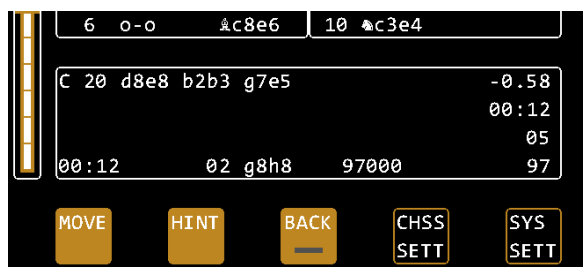 6 o-o ♗c8e6 10 ♞c3e4
C 20 d8e8 b2b3 g7e5 -0.58
00:12
05
00:12 02 g8h8 97000 97
MOVE HINT BACK CHSS SETT SYS SETT